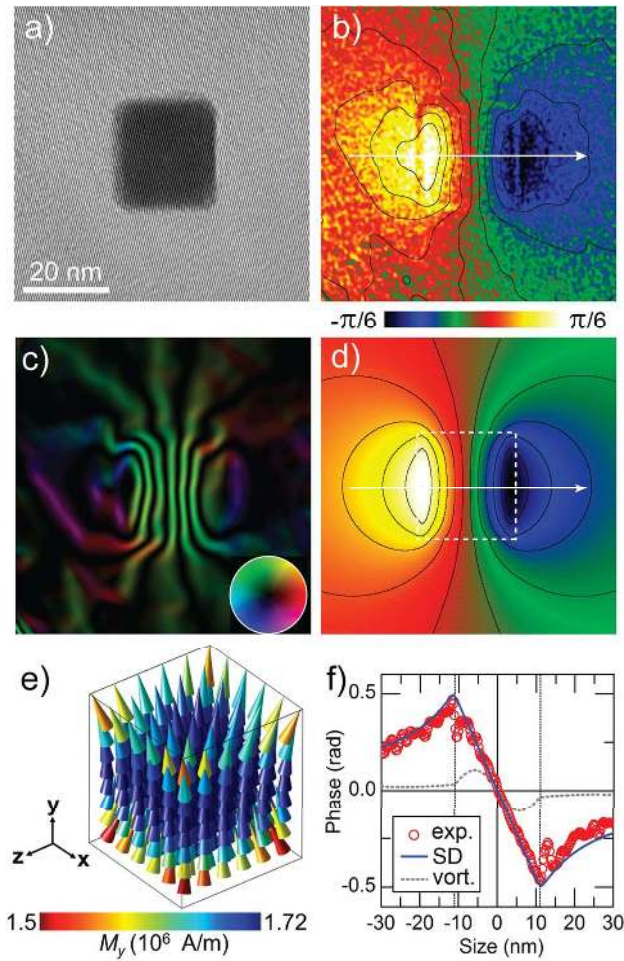 a)
20 nm
b)
-π/6
π/6
c)
d)
e)
y
z
x
1.5
1.72
M_y (10^6 A/m)
f)
0.5
0.0
-0.5
Phase (rad)
exp.
SD
vort.
-30 -20 -10 0 10 20 30
Size (nm)